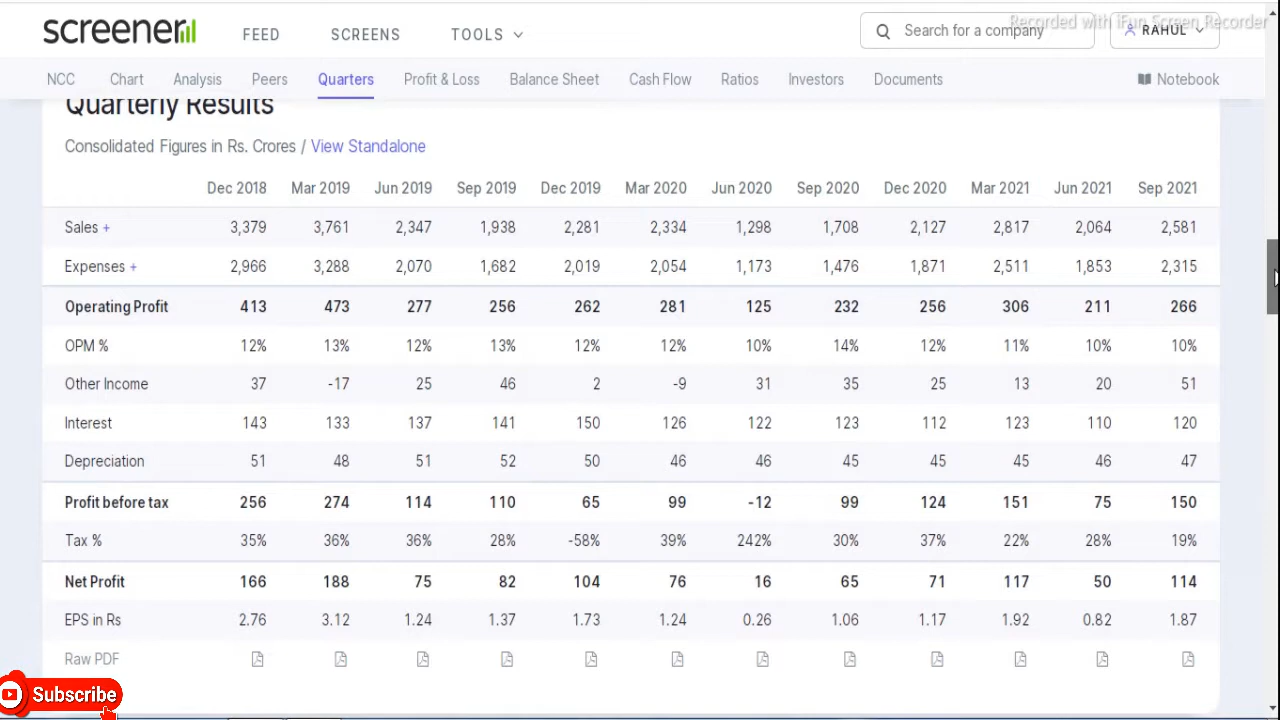 screener FEED SCREENS TOOLS Search for a company RAHUL
Recorded with iFun Screen Recorder
NCC Chart Analysis Peers Quarters Profit & Loss Balance Sheet Cash Flow Ratios Investors Documents Notebook
Quarterly Results
Consolidated Figures in Rs. Crores / View Standalone
Dec 2018 Mar 2019 Jun 2019 Sep 2019 Dec 2019 Mar 2020 Jun 2020 Sep 2020 Dec 2020 Mar 2021 Jun 2021 Sep 2021
Sales + 3,379 3,761 2,347 1,938 2,281 2,334 1,298 1,708 2,127 2,817 2,064 2,581
Expenses + 2,966 3,288 2,070 1,682 2,019 2,054 1,173 1,476 1,871 2,511 1,853 2,315
Operating Profit 413 473 277 256 262 281 125 232 256 306 211 266
OPM % 12% 13% 12% 13% 12% 12% 10% 14% 12% 11% 10% 10%
Other Income 37 -17 25 46 2 -9 31 35 25 13 20 51
Interest 143 133 137 141 150 126 122 123 112 123 110 120
Depreciation 51 48 51 52 50 46 46 45 45 45 46 47
Profit before tax 256 274 114 110 65 99 -12 99 124 151 75 150
Tax % 35% 36% 36% 28% -58% 39% 242% 30% 37% 22% 28% 19%
Net Profit 166 188 75 82 104 76 16 65 71 117 50 114
EPS in Rs 2.76 3.12 1.24 1.37 1.73 1.24 0.26 1.06 1.17 1.92 0.82 1.87
Raw PDF
Subscribe